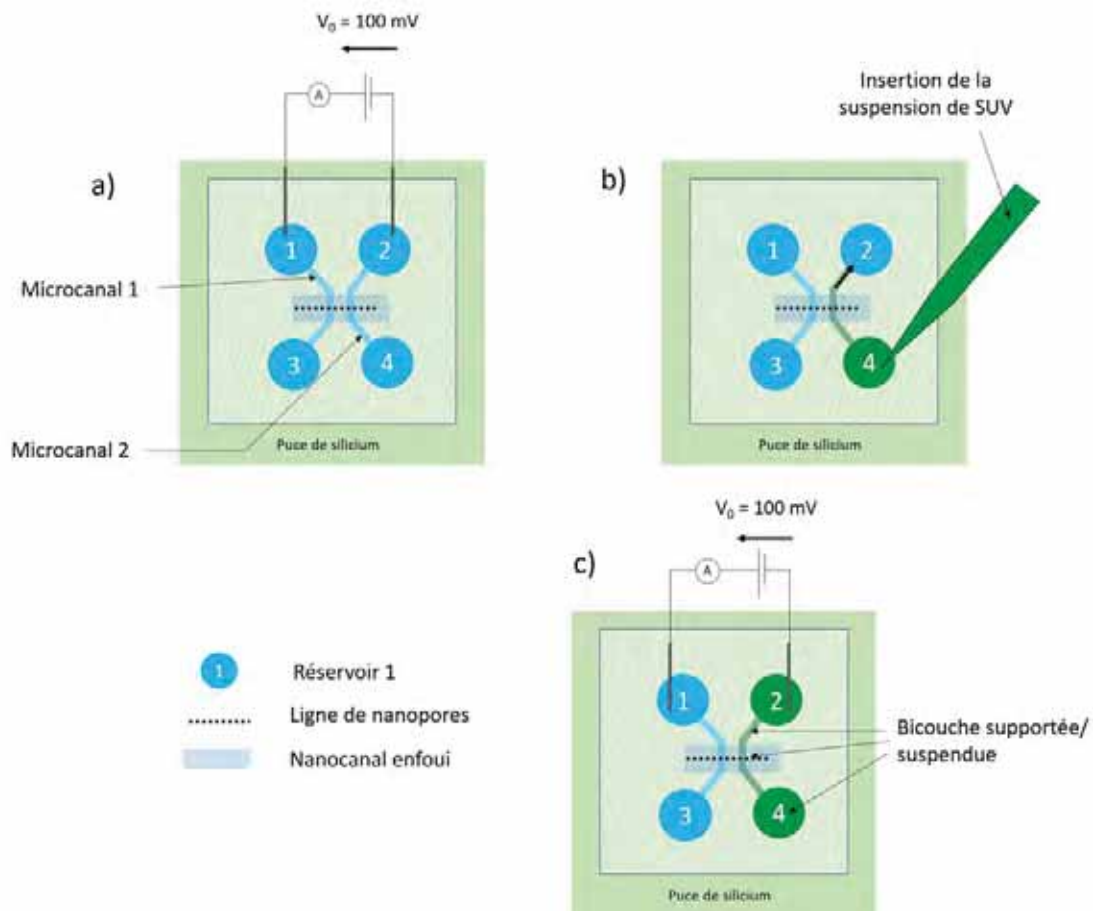 V₀ = 100 mV
A
a)
1
2
3
4
Microcanal 1
Microcanal 2
Puce de silicium
Insertion de la
suspension de SUV
b)
1
2
3
4
Puce de silicium
V₀ = 100 mV
A
c)
1
2
3
4
Bicouche supportée/
suspendue
Puce de silicium
1
Réservoir 1
Ligne de nanopores
Nanocanal enfoui